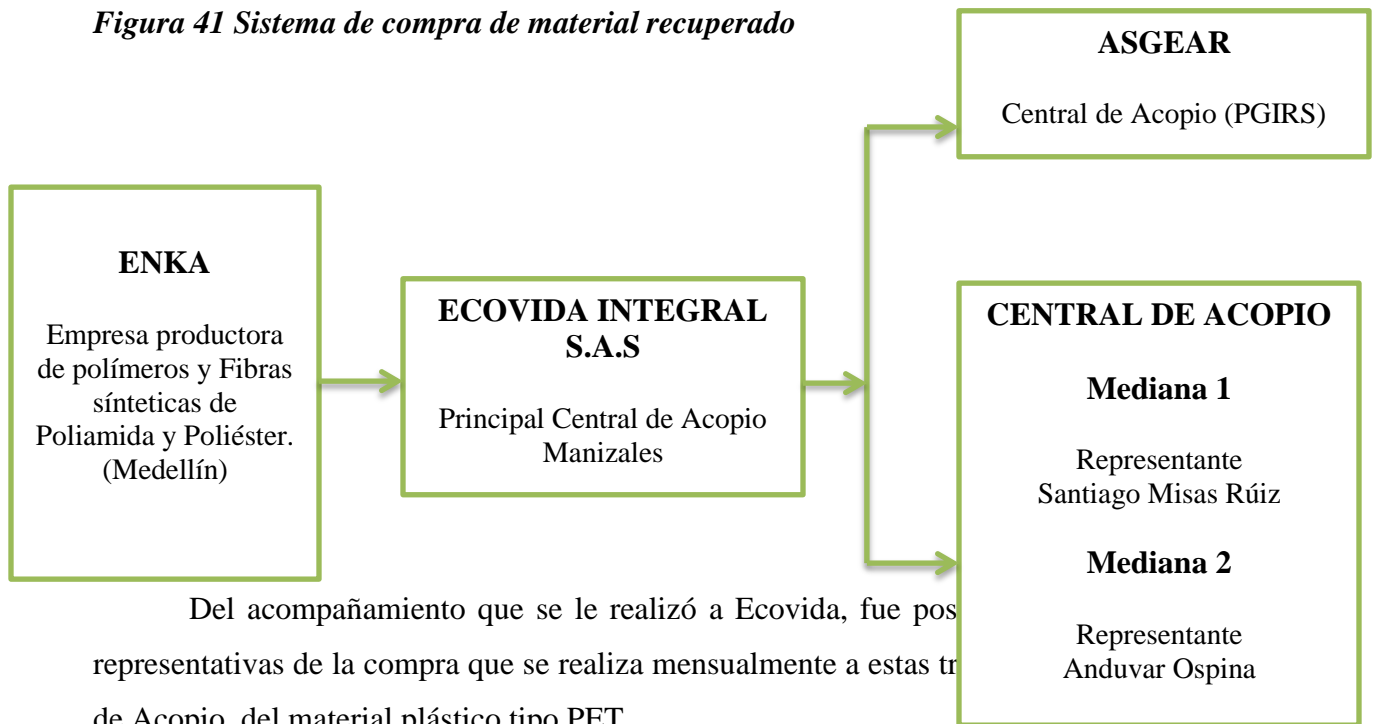 Figura 41 Sistema de compra de material recuperado
ASGEAR
Central de Acopio (PGIRS)
ENKA
Empresa productora
de polímeros y Fibras
sínteticas de
Poliamida y Poliéster.
(Medellín)
ECOVIDA INTEGRAL
S.A.S
Principal Central de Acopio
Manizales
CENTRAL DE ACOPIO
Mediana 1
Representante
Santiago Misas Rúiz
Mediana 2
Representante
Anduvar Ospina
Del acompañamiento que se le realizó a Ecovida, fue
representativas de la compra que se realiza mensualmente a estas
de Acopio, del material plástico tipo PET